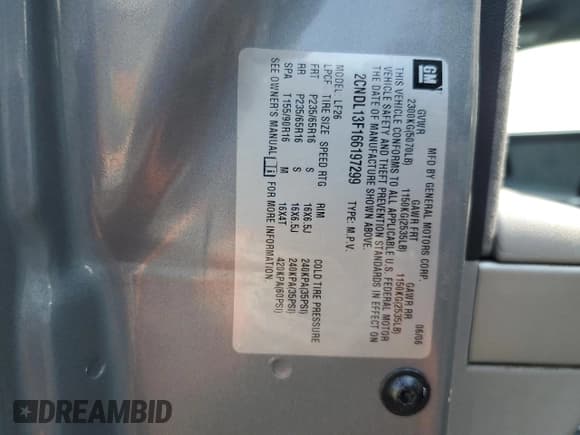 GM
MFD BY GENERAL MOTORS CORP. 06/06
GVWR GAWR FRT GAWR RR
2300KG(5070LB) 1150KG(2535LB) 1150KG(2535LB)
THIS VEHICLE CONFORMS TO ALL APPLICABLE U.S. FEDERAL MOTOR
VEHICLE SAFETY AND THEFT PREVENTION STANDARDS IN EFFECT ON
THE DATE OF MANUFACTURE SHOWN ABOVE.
2CNDL13F166197299 TYPE: M.P.V.
MODEL LF26
LPCF TIRE SIZE SPEED RTG RIM COLD TIRE PRESSURE
FRT P235/65R16 S 16X6.5J 240KPA(35PSI)
RR P235/65R16 S 16X6.5J 240KPA(35PSI)
SPA T155/90R16 M 16X4T 420KPA(60PSI)
SEE OWNER'S MANUAL FOR MORE INFORMATION
DREAMBID